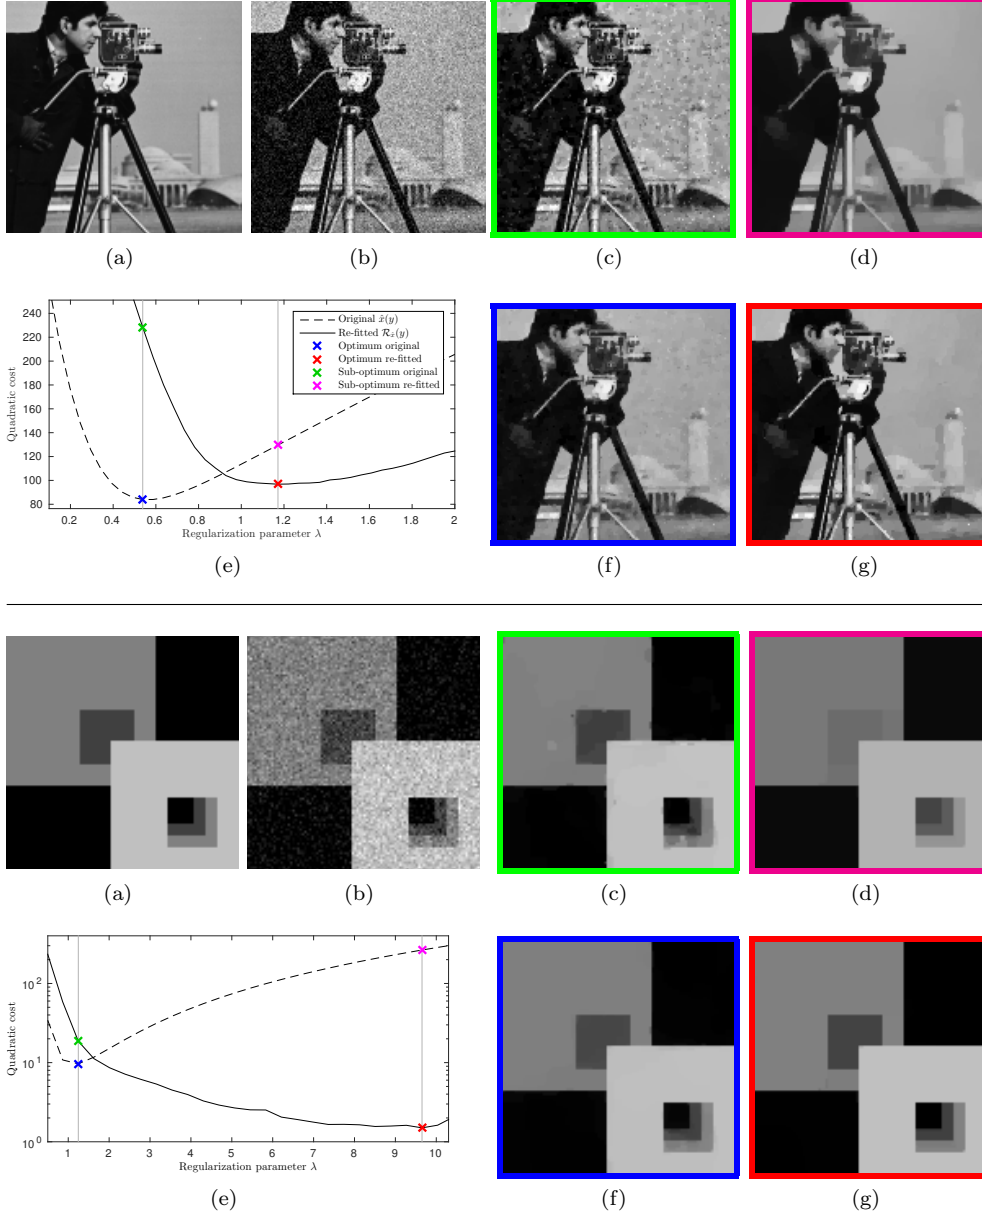 (a)
(b)
(c)
(d)
240
220
200
180
160
140
120
100
80
Quadratic cost
Original x̂(y)
Re-fitted 𝓡x̂(y)
Optimum original
Optimum re-fitted
Sub-optimum original
Sub-optimum re-fitted
0.2 0.4 0.6 0.8 1 1.2 1.4 1.6 1.8 2
Regularization parameter λ
(e)
(f)
(g)
(a)
(b)
(c)
(d)
10²
10¹
10⁰
Quadratic cost
1 2 3 4 5 6 7 8 9 10
Regularization parameter λ
(e)
(f)
(g)